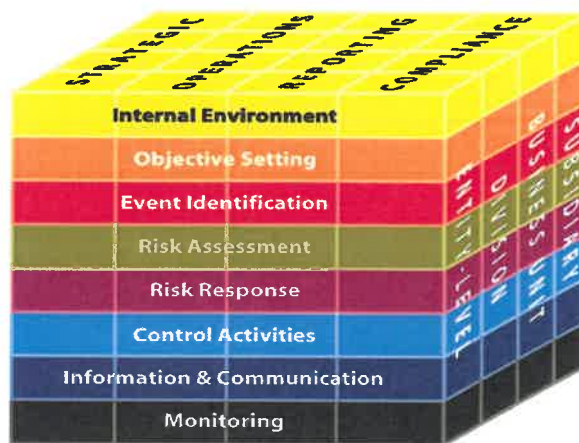 STRATEGIC
OPERATIONS
REPORTING
COMPLIANCE
Internal Environment
Objective Setting
Event Identification
Risk Assessment
Risk Response
Control Activities
Information & Communication
Monitoring
ENTITY-LEVEL
DIVISION
BUSINESS UNIT
SUBSIDIARY